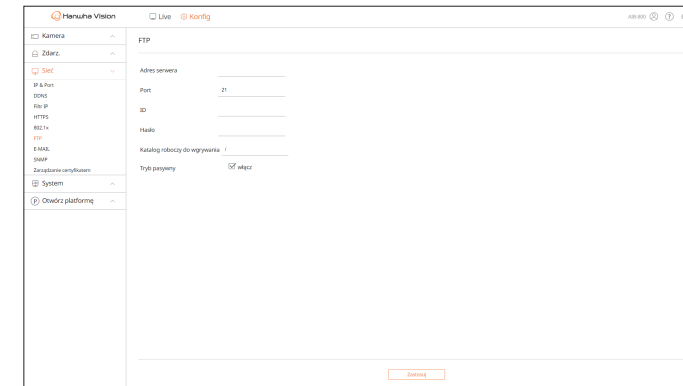 Hanwha Vision
Live
Konfig
Kamera
Zdarz.
Sieć
IP & Port
DDNS
Filtr IP
HTTPS
802.1x
FTP
E-MAIL
SNMP
Zarządzanie certyfikatem
System
Otwórz platformę
FTP
Adres serwera
Port 21
ID
Hasło
Katalog roboczy do wgrywania /
Tryb pasywny włącz
Zastosuj